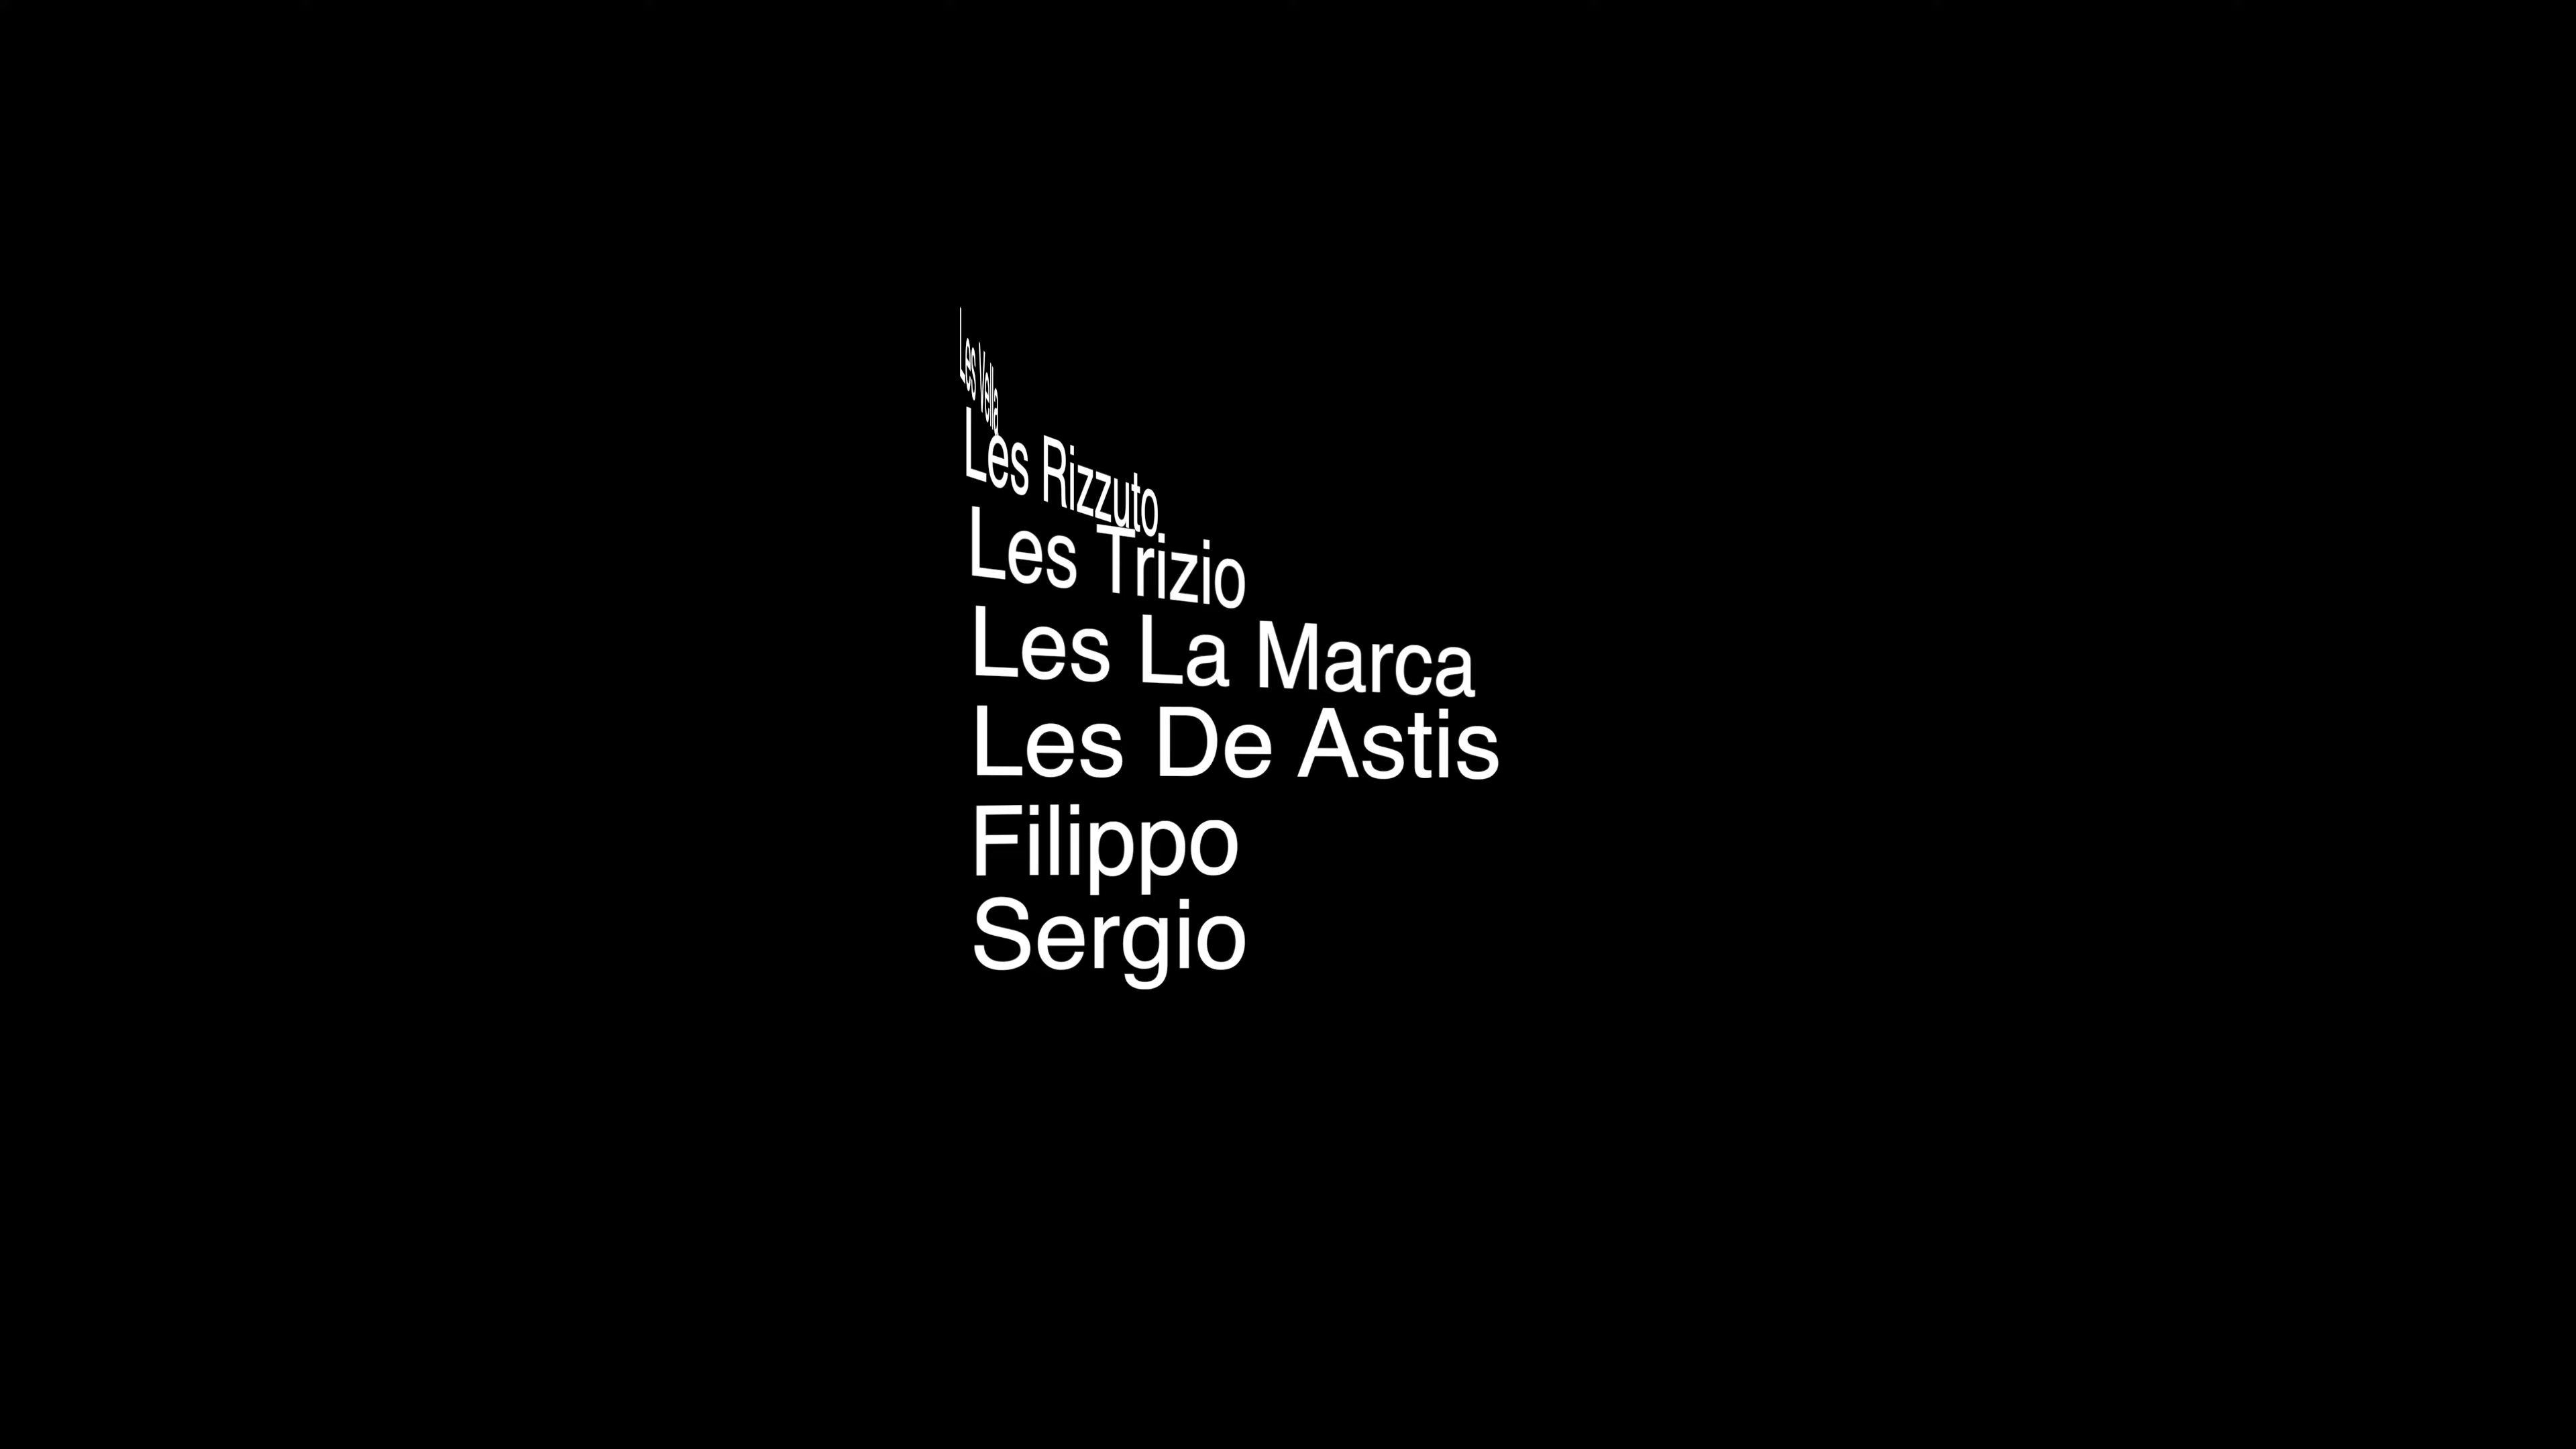 Les Vella
Les Rizzuto
Les Trizio
Les La Marca
Les De Astis
Filippo
Sergio